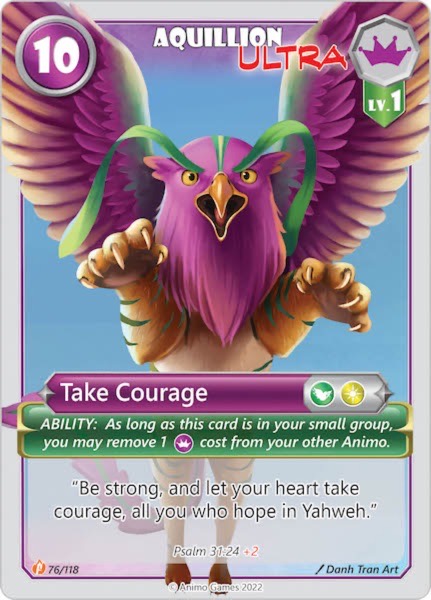 10
AQUILLION
ULTRA
LV.1
Take Courage
ABILITY: As long as this card is in your small group,
you may remove 1 cost from your other Animo.
“Be strong, and let your heart take
courage, all you who hope in Yahweh.”
Psalm 31:24 +2
76/118
Danh Tran Art
© Animo Games 2022